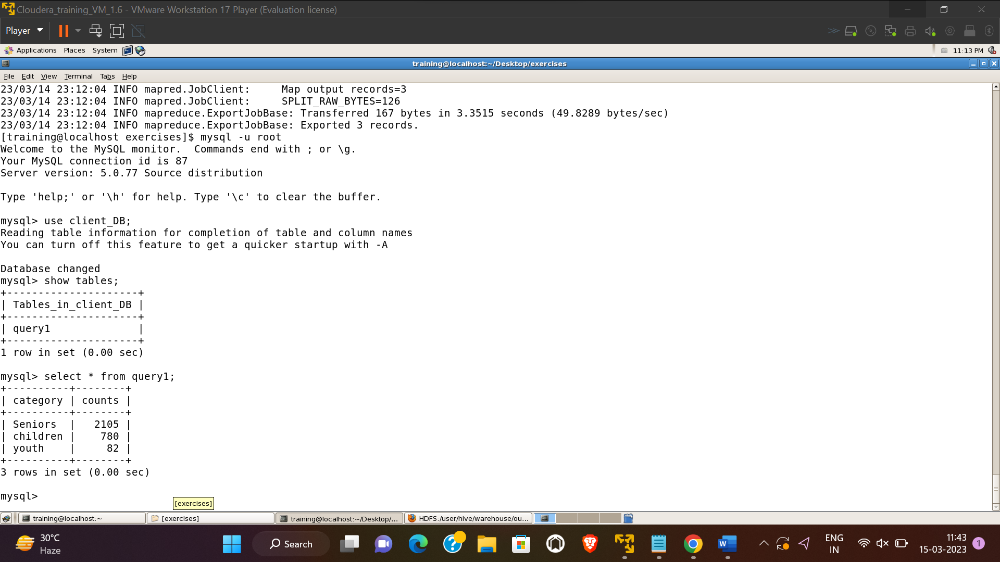 Cloudera_training_VM_1.6 - VMware Workstation 17 Player (Evaluation license)
Player
Applications Places System 11:13 PM
training@localhost:~/Desktop/exercises
File Edit View Terminal Tabs Help
23/03/14 23:12:04 INFO mapred.JobClient:     Map output records=3
23/03/14 23:12:04 INFO mapred.JobClient:     SPLIT_RAW_BYTES=126
23/03/14 23:12:04 INFO mapreduce.ExportJobBase: Transferred 167 bytes in 3.3515 seconds (49.8289 bytes/sec)
23/03/14 23:12:04 INFO mapreduce.ExportJobBase: Exported 3 records.
[training@localhost exercises]$ mysql -u root
Welcome to the MySQL monitor.  Commands end with ; or \g.
Your MySQL connection id is 87
Server version: 5.0.77 Source distribution
Type 'help;' or '\h' for help. Type '\c' to clear the buffer.
mysql> use client_DB;
Reading table information for completion of table and column names
You can turn off this feature to get a quicker startup with -A
Database changed
mysql> show tables;
+---------------------+
| Tables_in_client_DB |
+---------------------+
| query1              |
+---------------------+
1 row in set (0.00 sec)
mysql> select * from query1;
+----------+--------+
| category | counts |
+----------+--------+
| Seniors  |   2105 |
| children |    780 |
| youth    |     82 |
+----------+--------+
3 rows in set (0.00 sec)
mysql>
[exercises]
training@localhost:~ [exercises] training@localhost:~/Desktop/... HDFS:/user/hive/warehouse/ou...
30°C
Haze
Search
ENG
IN
11:43
15-03-2023
1